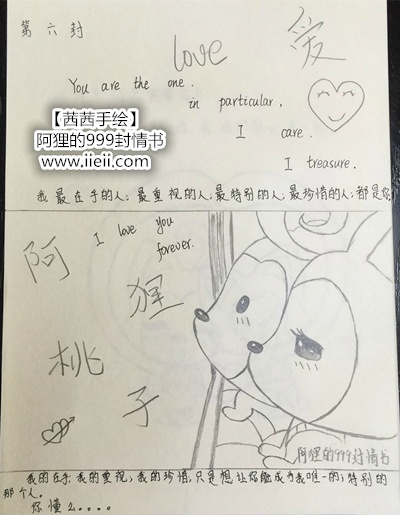 第六封
love 爱
You are the one.
in particular,
I care.
I treasure.
【茜茜手绘】
阿狸的999封情书
www.iieii.com
我最在乎的人；最重视的人；最特别的人；最珍惜的人；都是你
I love you
forever.
阿狸
桃子
阿狸的999封情书
我的在乎，我的重视，我的珍惜，只是想让你能成为我唯一的；特别的
那个人。
你懂么....